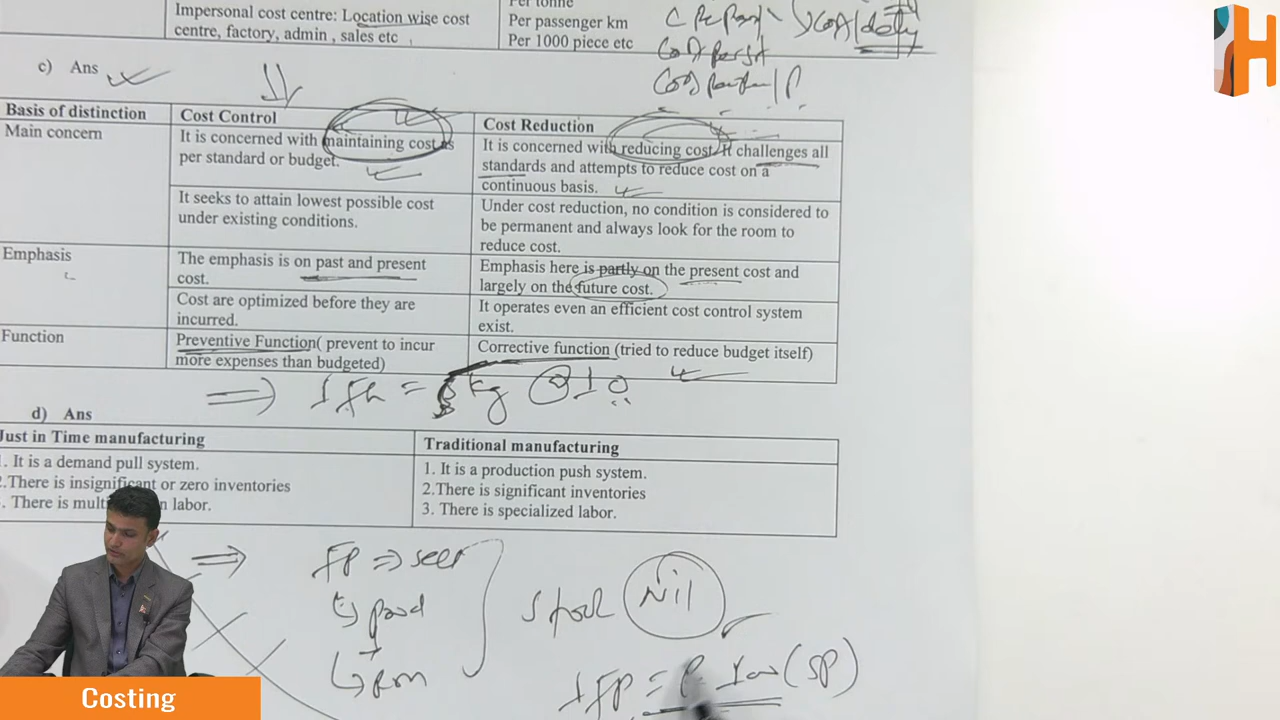 Per tonne
Impersonal cost centre: Location wise cost
centre, factory, admin , sales etc
Per passenger km
Per 1000 piece etc
c) Ans
Basis of distinction
Cost Control
Cost Reduction
Main concern
It is concerned with maintaining cost as
per standard or budget.
It is concerned with reducing cost. It challenges all
standards and attempts to reduce cost on a
continuous basis.
It seeks to attain lowest possible cost
under existing conditions.
Under cost reduction, no condition is considered to
be permanent and always look for the room to
reduce cost.
Emphasis
The emphasis is on past and present
cost.
Emphasis here is partly on the present cost and
largely on the future cost.
Cost are optimized before they are
incurred.
It operates even an efficient cost control system
exist.
Function
Preventive Function( prevent to incur
more expenses than budgeted)
Corrective function (tried to reduce budget itself)
kg @ 10
d) Ans
Just in Time manufacturing
Traditional manufacturing
1. It is a demand pull system.
2.There is insignificant or zero inventories
. There is labor.
1. It is a production push system.
2.There is significant inventories
3. There is specialized labor.
FP ⇒ sell
prod
RM
Stock Nil
1 FP = (SP)
H
Costing